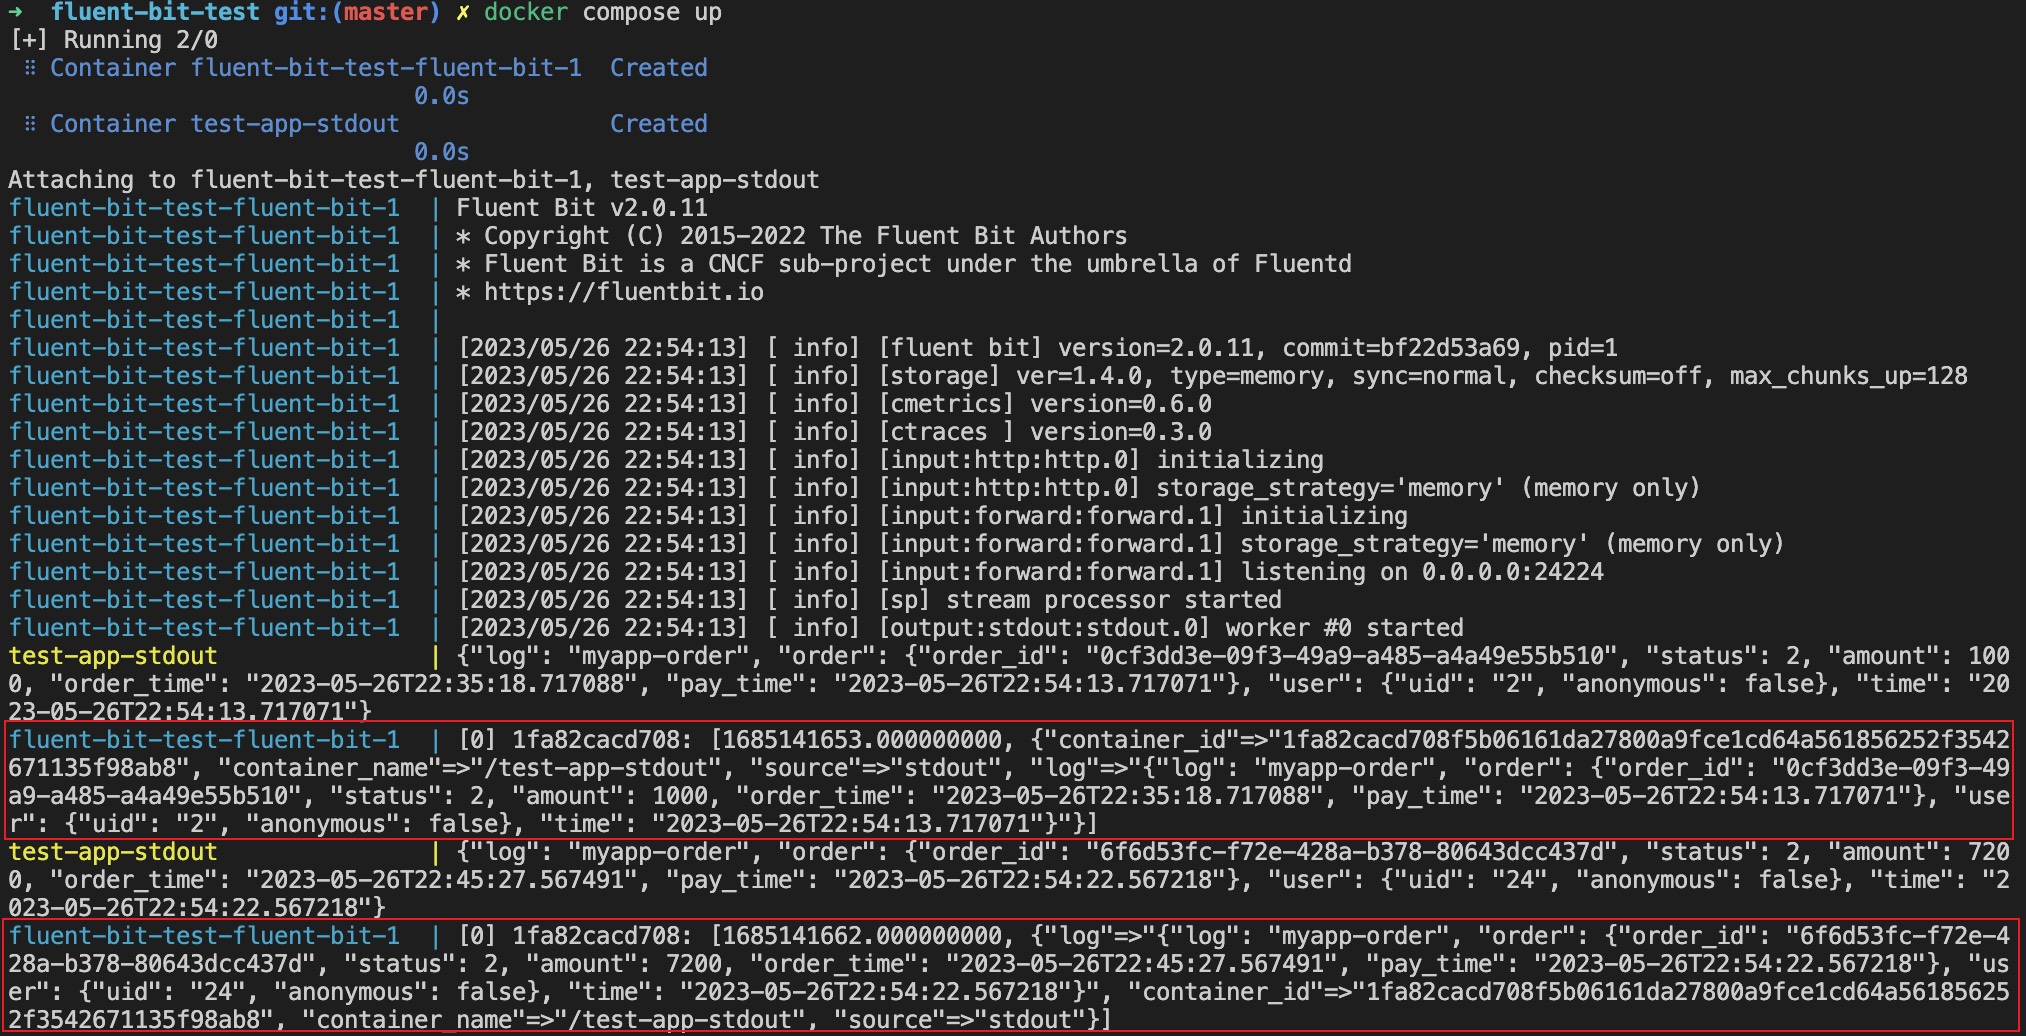 ➜  fluent-bit-test git:(master) ✗ docker compose up
[+] Running 2/0
 ⠿ Container fluent-bit-test-fluent-bit-1  Created
                             0.0s
 ⠿ Container test-app-stdout               Created
                             0.0s
Attaching to fluent-bit-test-fluent-bit-1, test-app-stdout
fluent-bit-test-fluent-bit-1  | Fluent Bit v2.0.11
fluent-bit-test-fluent-bit-1  | * Copyright (C) 2015-2022 The Fluent Bit Authors
fluent-bit-test-fluent-bit-1  | * Fluent Bit is a CNCF sub-project under the umbrella of Fluentd
fluent-bit-test-fluent-bit-1  | * https://fluentbit.io
fluent-bit-test-fluent-bit-1  |
fluent-bit-test-fluent-bit-1  | [2023/05/26 22:54:13] [ info] [fluent bit] version=2.0.11, commit=bf22d53a69, pid=1
fluent-bit-test-fluent-bit-1  | [2023/05/26 22:54:13] [ info] [storage] ver=1.4.0, type=memory, sync=normal, checksum=off, max_chunks_up=128
fluent-bit-test-fluent-bit-1  | [2023/05/26 22:54:13] [ info] [cmetrics] version=0.6.0
fluent-bit-test-fluent-bit-1  | [2023/05/26 22:54:13] [ info] [ctraces ] version=0.3.0
fluent-bit-test-fluent-bit-1  | [2023/05/26 22:54:13] [ info] [input:http:http.0] initializing
fluent-bit-test-fluent-bit-1  | [2023/05/26 22:54:13] [ info] [input:http:http.0] storage_strategy='memory' (memory only)
fluent-bit-test-fluent-bit-1  | [2023/05/26 22:54:13] [ info] [input:forward:forward.1] initializing
fluent-bit-test-fluent-bit-1  | [2023/05/26 22:54:13] [ info] [input:forward:forward.1] storage_strategy='memory' (memory only)
fluent-bit-test-fluent-bit-1  | [2023/05/26 22:54:13] [ info] [input:forward:forward.1] listening on 0.0.0.0:24224
fluent-bit-test-fluent-bit-1  | [2023/05/26 22:54:13] [ info] [sp] stream processor started
fluent-bit-test-fluent-bit-1  | [2023/05/26 22:54:13] [ info] [output:stdout:stdout.0] worker #0 started
test-app-stdout               | {"log": "myapp-order", "order": {"order_id": "0cf3dd3e-09f3-49a9-a485-a4a49e55b510", "status": 2, "amount": 100
0, "order_time": "2023-05-26T22:35:18.717088", "pay_time": "2023-05-26T22:54:13.717071"}, "user": {"uid": "2", "anonymous": false}, "time": "20
23-05-26T22:54:13.717071"}
fluent-bit-test-fluent-bit-1  | [0] 1fa82cacd708: [1685141653.000000000, {"container_id"=>"1fa82cacd708f5b06161da27800a9fce1cd64a561856252f3542
671135f98ab8", "container_name"=>"/test-app-stdout", "source"=>"stdout", "log"=>"{"log": "myapp-order", "order": {"order_id": "0cf3dd3e-09f3-49
a9-a485-a4a49e55b510", "status": 2, "amount": 1000, "order_time": "2023-05-26T22:35:18.717088", "pay_time": "2023-05-26T22:54:13.717071"}, "use
r": {"uid": "2", "anonymous": false}, "time": "2023-05-26T22:54:13.717071"}"}]
test-app-stdout               | {"log": "myapp-order", "order": {"order_id": "6f6d53fc-f72e-428a-b378-80643dcc437d", "status": 2, "amount": 720
0, "order_time": "2023-05-26T22:45:27.567491", "pay_time": "2023-05-26T22:54:22.567218"}, "user": {"uid": "24", "anonymous": false}, "time": "2
023-05-26T22:54:22.567218"}
fluent-bit-test-fluent-bit-1  | [0] 1fa82cacd708: [1685141662.000000000, {"log"=>"{"log": "myapp-order", "order": {"order_id": "6f6d53fc-f72e-4
28a-b378-80643dcc437d", "status": 2, "amount": 7200, "order_time": "2023-05-26T22:45:27.567491", "pay_time": "2023-05-26T22:54:22.567218"}, "us
er": {"uid": "24", "anonymous": false}, "time": "2023-05-26T22:54:22.567218"}", "container_id"=>"1fa82cacd708f5b06161da27800a9fce1cd64a56185625
2f3542671135f98ab8", "container_name"=>"/test-app-stdout", "source"=>"stdout"}]